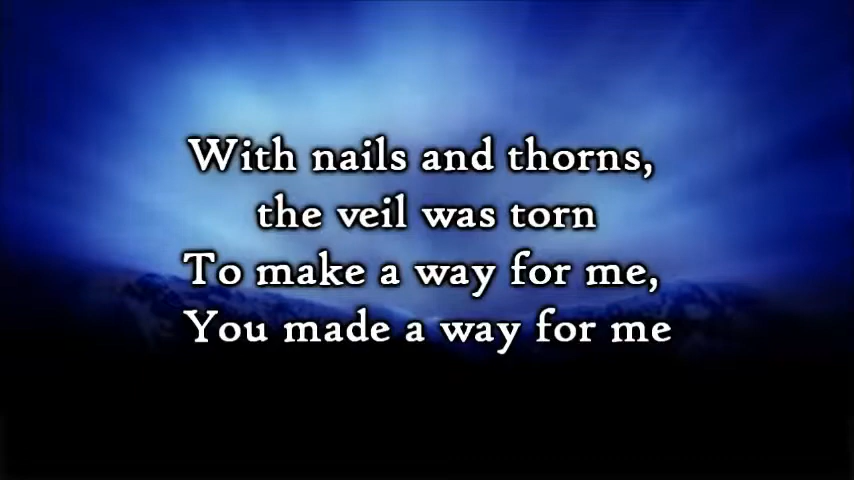 With nails and thorns,
the veil was torn
To make a way for me,
You made a way for me